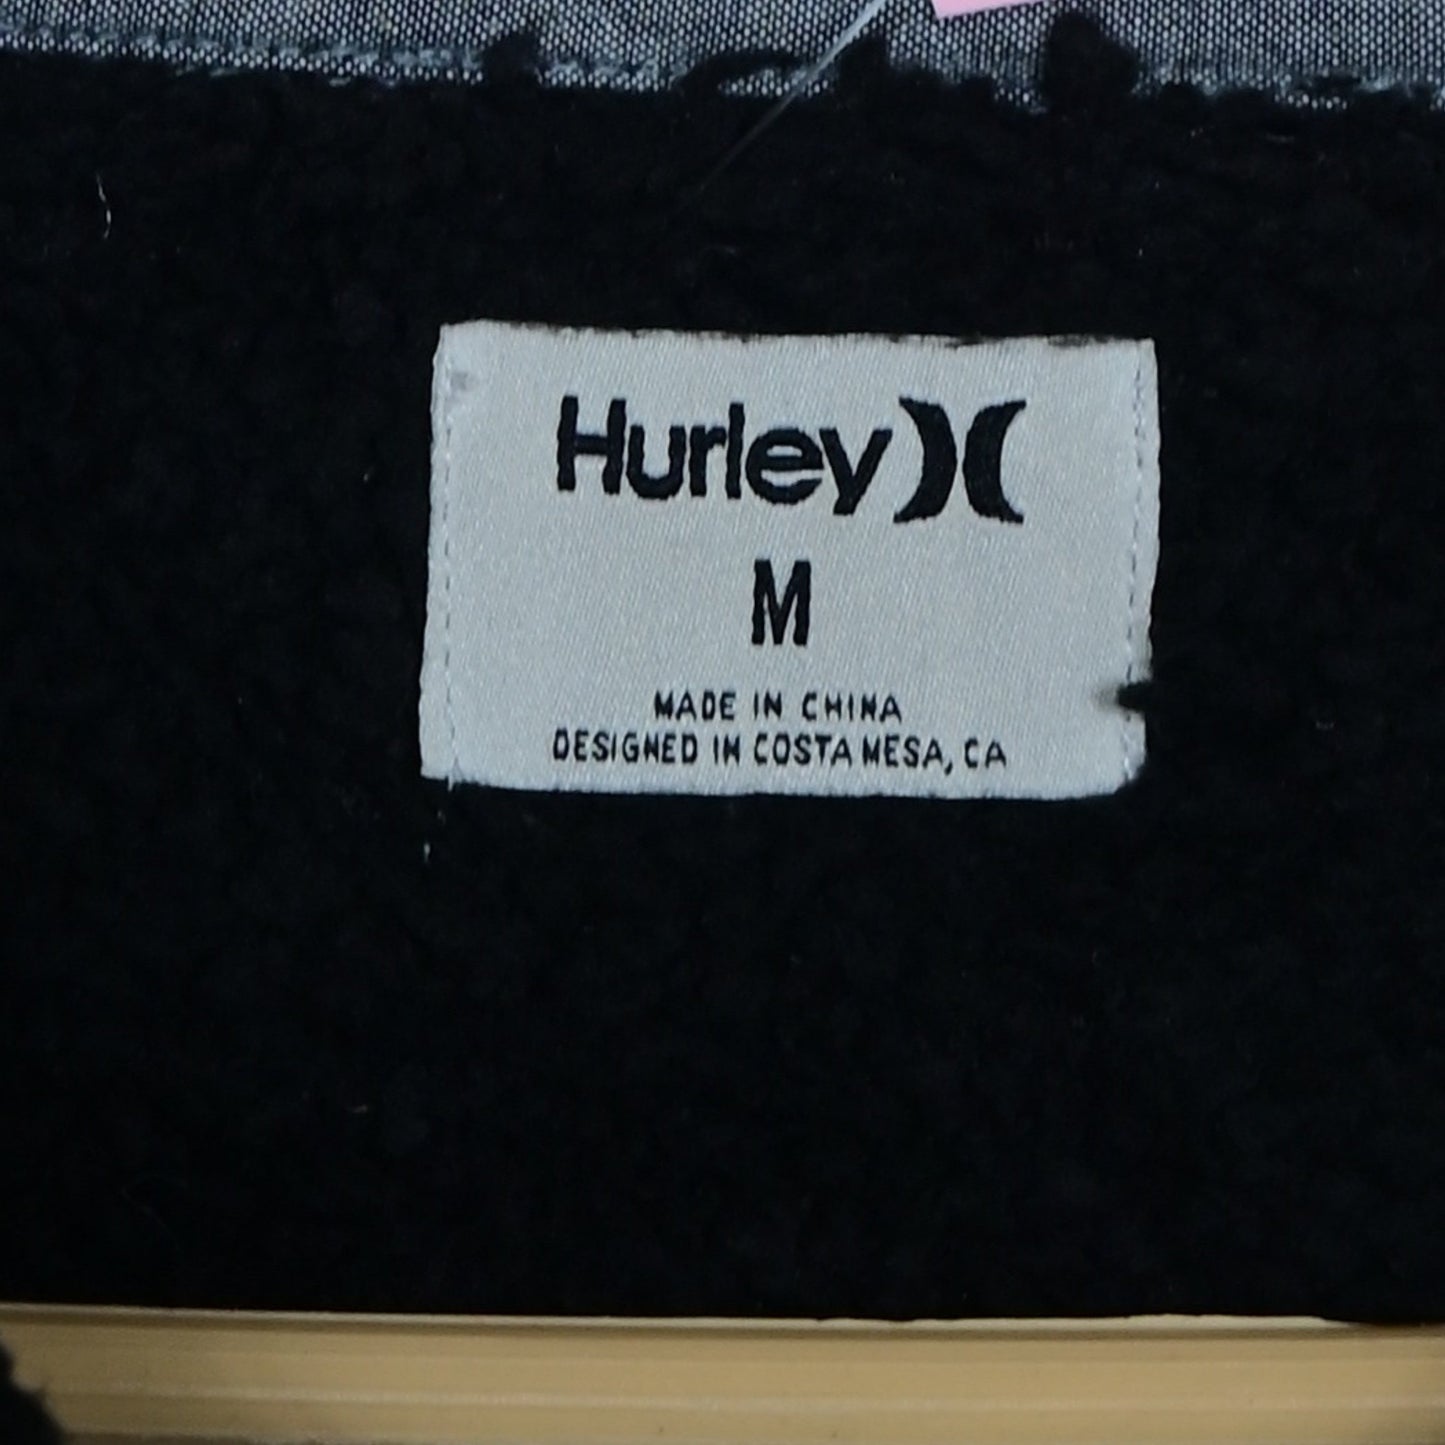 Hurley
M
MADE IN CHINA
DESIGNED IN COSTA MESA, CA